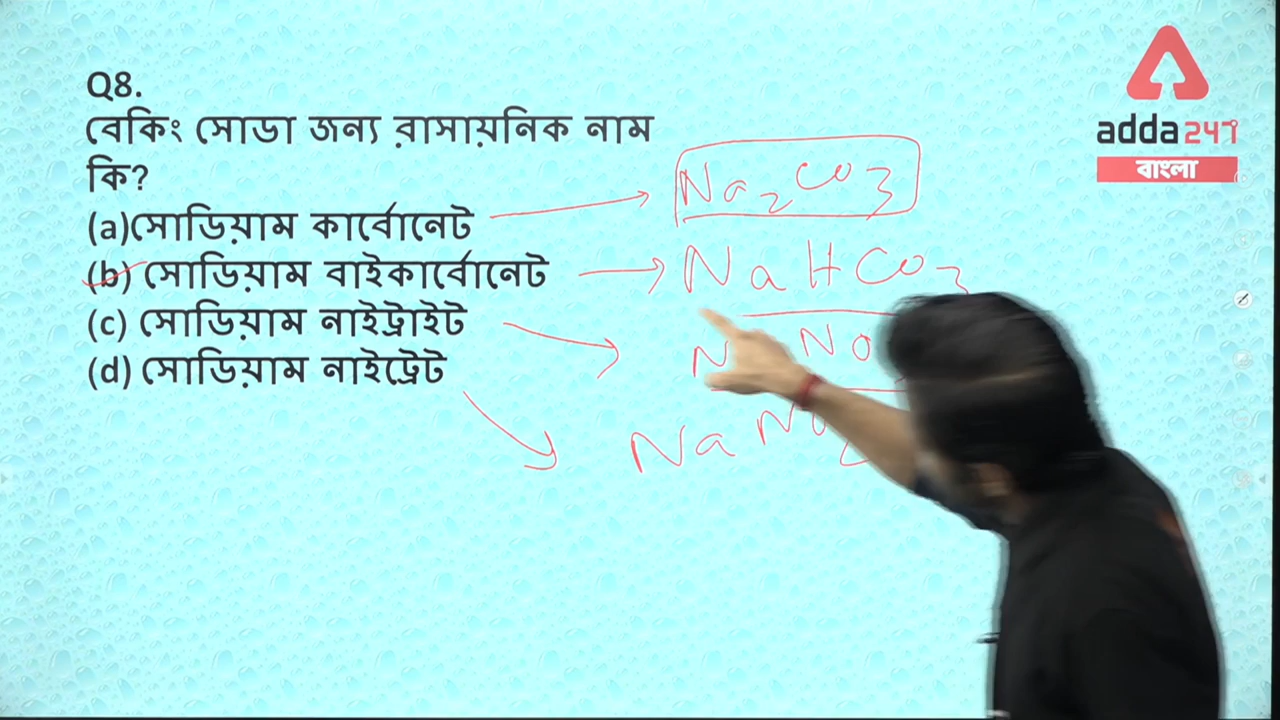 Q8.
বেকিং সোডা জন্য রাসায়নিক নাম
কি?
(a)সোডিয়াম কার্বোনেট
(b) সোডিয়াম বাইকার্বোনেট
(c) সোডিয়াম নাইট্রাইট
(d) সোডিয়াম নাইট্রেট
Na2CO3
NaHCO3
adda247
বাংলা